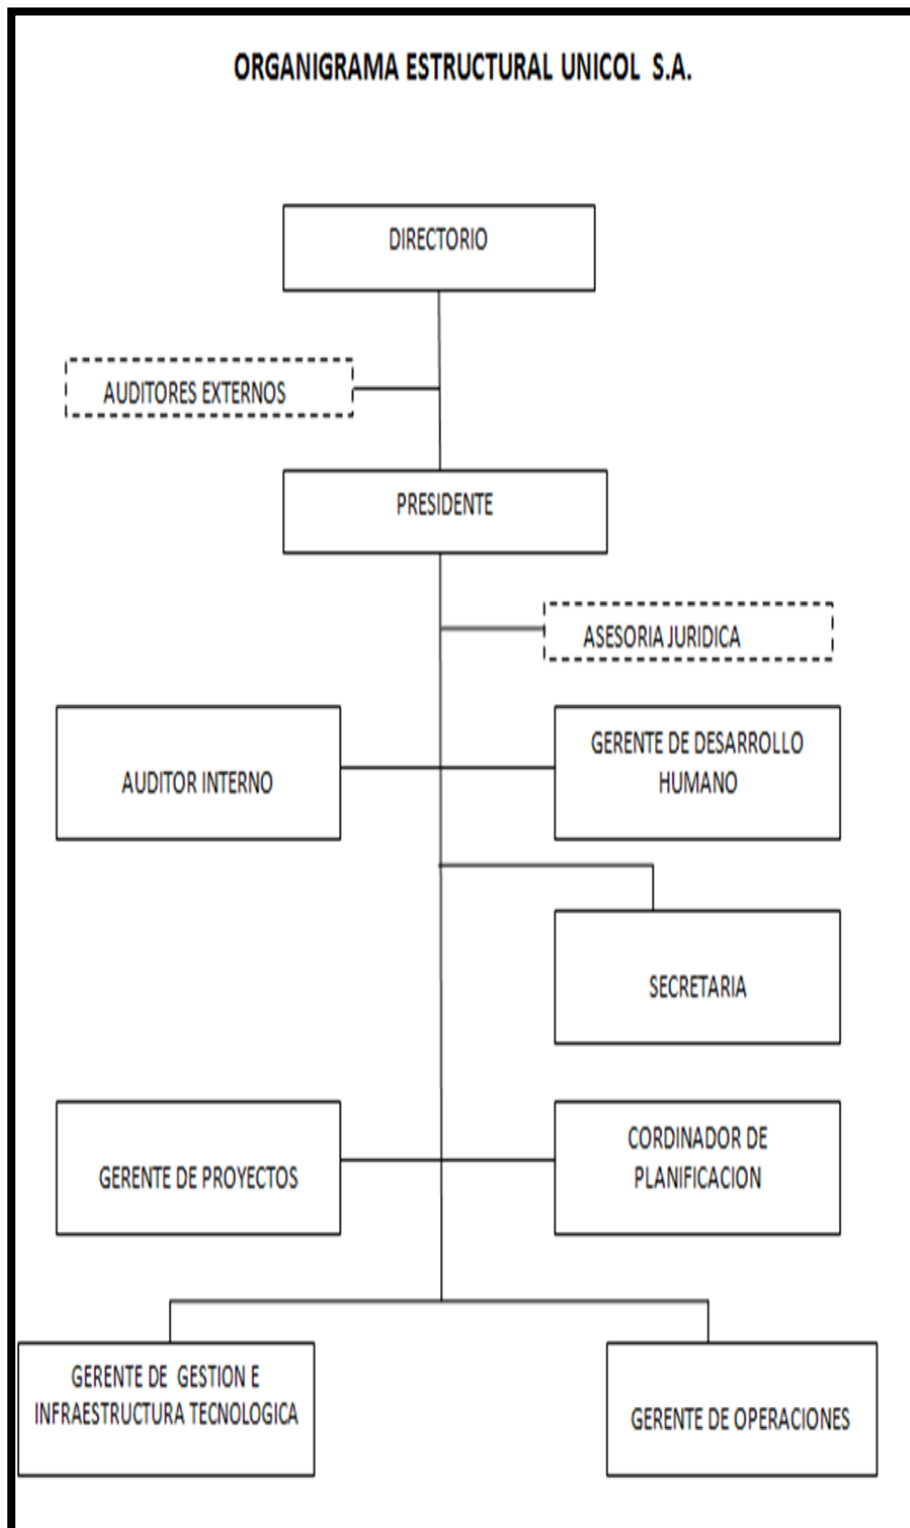 ORGANIGRAMA ESTRUCTURAL UNICOL S.A.
DIRECTORIO
AUDITORES EXTERNOS
PRESIDENTE
ASESORIA JURIDICA
AUDITOR INTERNO
GERENTE DE DESARROLLO
HUMANO
SECRETARIA
GERENTE DE PROYECTOS
CORDINADOR DE
PLANIFICACION
GERENTE DE GESTION E
INFRAESTRUCTURA TECNOLOGICA
GERENTE DE OPERACIONES